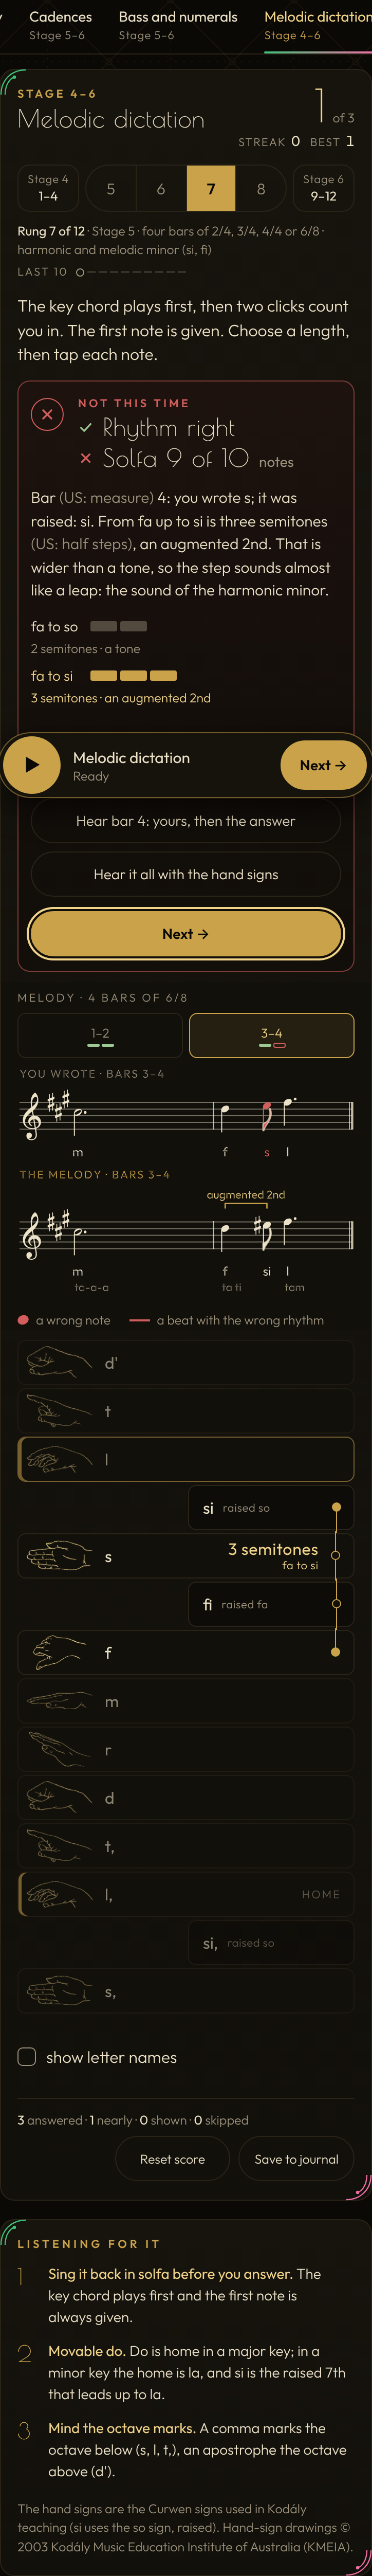 Cadences
Stage 5–6
Bass and numerals
Stage 5–6
Melodic dictation
Stage 4–6
STAGE 4–6
Melodic dictation
1 of 3
STREAK 0 BEST 1
Stage 4
1–4
5
6
7
8
Stage 6
9–12
Rung 7 of 12 · Stage 5 · four bars of 2/4, 3/4, 4/4 or 6/8 ·
harmonic and melodic minor (si, fi)
LAST 10
The key chord plays first, then two clicks count
you in. The first note is given. Choose a length,
then tap each note.
NOT THIS TIME
Rhythm right
Solfa 9 of 10 notes
Bar (US: measure) 4: you wrote s; it was
raised: si. From fa up to si is three semitones
(US: half steps), an augmented 2nd. That is
wider than a tone, so the step sounds almost
like a leap: the sound of the harmonic minor.
fa to so
2 semitones · a tone
fa to si
3 semitones · an augmented 2nd
Melodic dictation
Ready
Next →
Hear bar 4: yours, then the answer
Hear it all with the hand signs
Next →
MELODY · 4 BARS OF 6/8
1–2
3–4
YOU WROTE · BARS 3–4
m f s l
THE MELODY · BARS 3–4
augmented 2nd
m f si l
ta-a-a ta ti tam
a wrong note
a beat with the wrong rhythm
d'
t
l
si raised so
s
3 semitones
fa to si
fi raised fa
f
m
r
d
t,
l,
HOME
si, raised so
s,
show letter names
3 answered · 1 nearly · 0 shown · 0 skipped
Reset score
Save to journal
LISTENING FOR IT
1 Sing it back in solfa before you answer. The
key chord plays first and the first note is
always given.
2 Movable do. Do is home in a major key; in a
minor key the home is la, and si is the raised 7th
that leads up to la.
3 Mind the octave marks. A comma marks the
octave below (s, l, t,), an apostrophe the octave
above (d').
The hand signs are the Curwen signs used in Kodály
teaching (si uses the so sign, raised). Hand-sign drawings ©
2003 Kodály Music Education Institute of Australia (KMEIA).